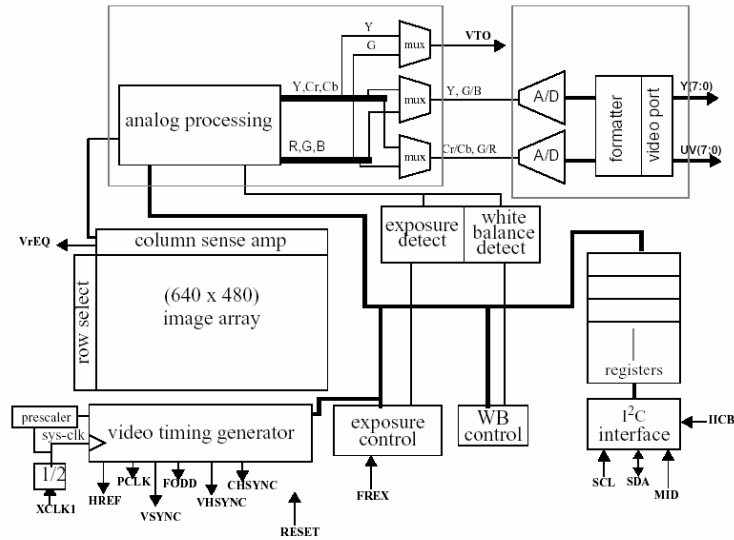 Y
G
mux
VTO
Y,Cr,Cb
analog processing
mux
Y, G/B
A/D
formatter
video port
Y(7:0)
R,G,B
mux
Cr/Cb, G/R
A/D
UV(7:0)
exposure
detect
white
balance
detect
VrEQ
column sense amp
row select
(640 x 480)
image array
registers
prescaler
sys-clk
1/2
XCLK1
video timing generator
HREF
PCLK
VSYNC
FODD
VHSYNC
CHSYNC
RESET
exposure
control
FREX
WB
control
I²C
interface
IICB
SCL
SDA
MID